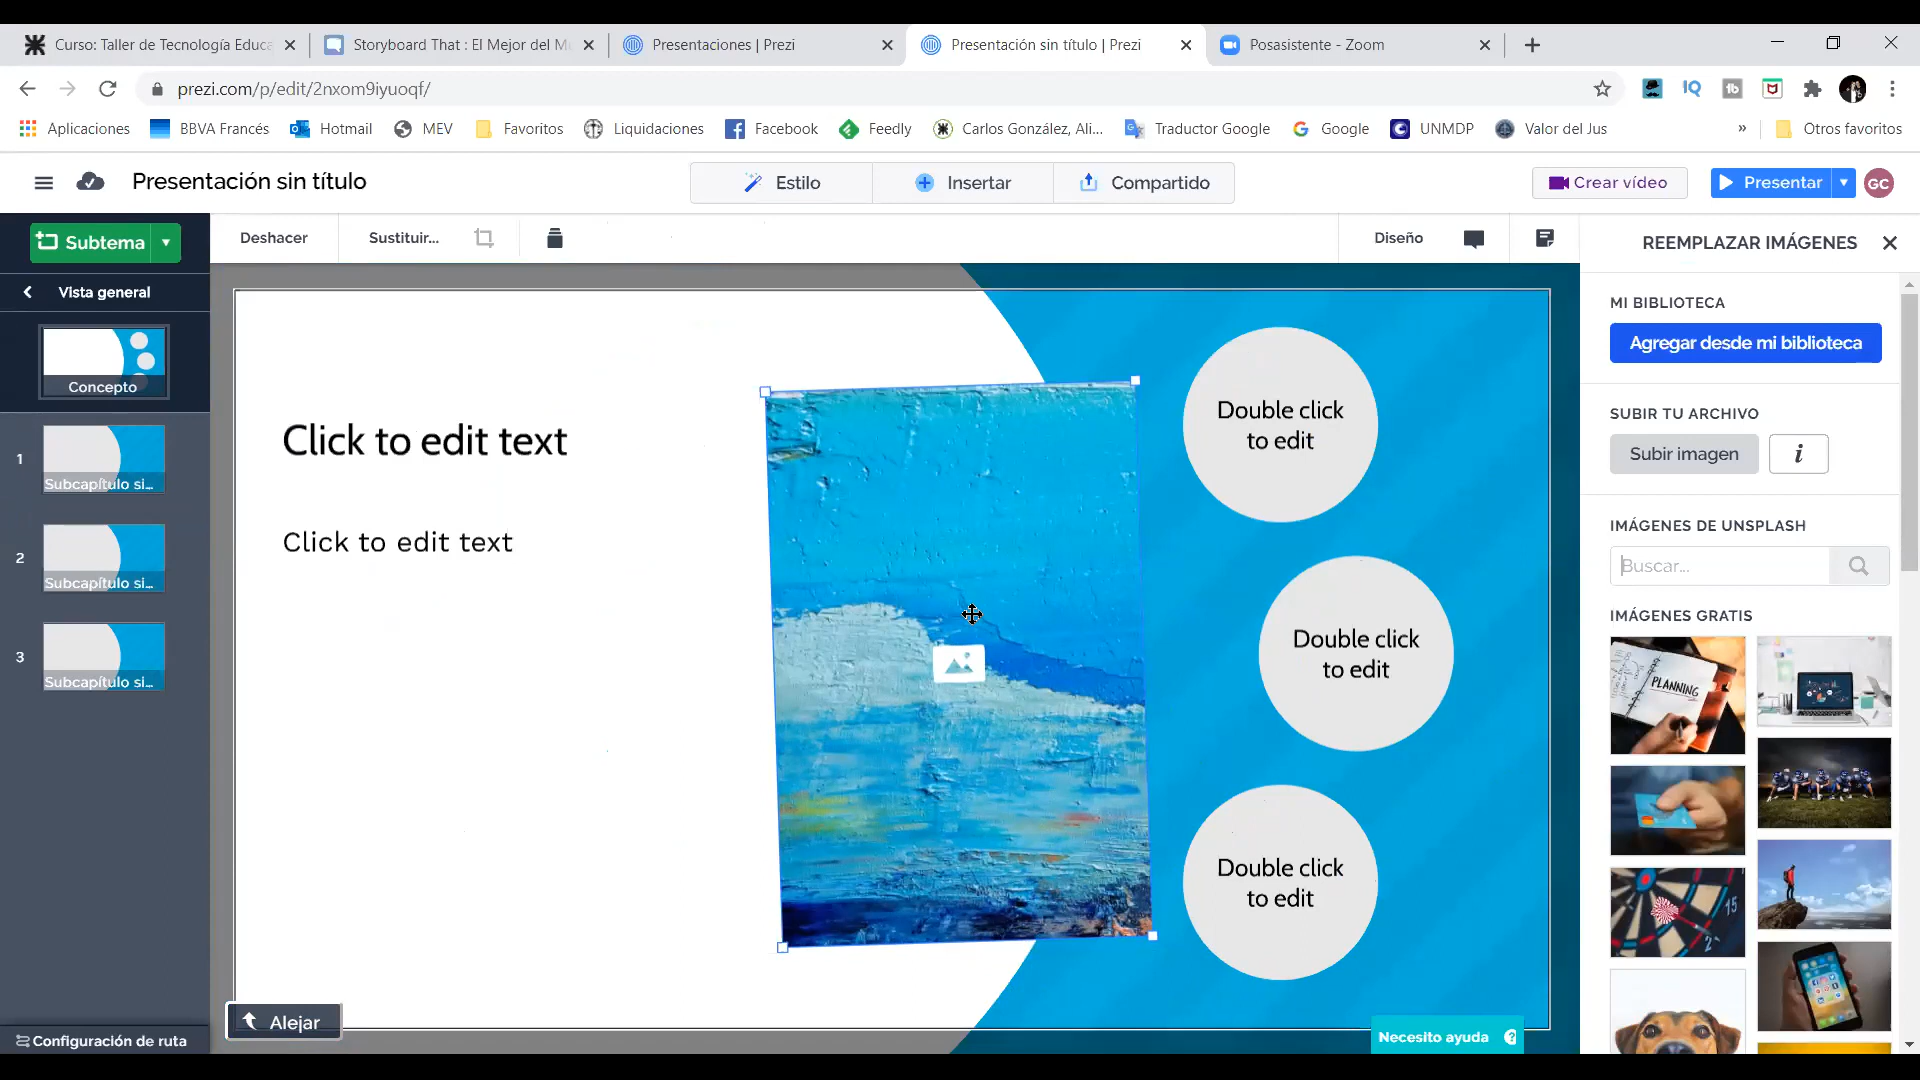 Curso: Taller de Tecnología Educa
Storyboard That : El Mejor del M
Presentaciones | Prezi
Presentación sin título | Prezi
Posasistente - Zoom
prezi.com/p/edit/2nxom9iyuoqf/
Aplicaciones
BBVA Francés
Hotmail
MEV
Favoritos
Liquidaciones
Facebook
Feedly
Carlos González, Ali...
Traductor Google
Google
UNMDP
Valor del Jus
»
Otros favoritos
Presentación sin título
Estilo
Insertar
Compartido
Crear vídeo
Presentar
GC
Subtema
Deshacer
Sustituir...
Diseño
REEMPLAZAR IMÁGENES
Vista general
Concepto
1
Subcapítulo si...
2
Subcapítulo si...
3
Subcapítulo si...
Configuración de ruta
Click to edit text
Click to edit text
Double click
to edit
Double click
to edit
Double click
to edit
Alejar
Necesito ayuda ?
MI BIBLIOTECA
Agregar desde mi biblioteca
SUBIR TU ARCHIVO
Subir imagen
i
IMÁGENES DE UNSPLASH
Buscar...
IMÁGENES GRATIS
PLANNING
15
2